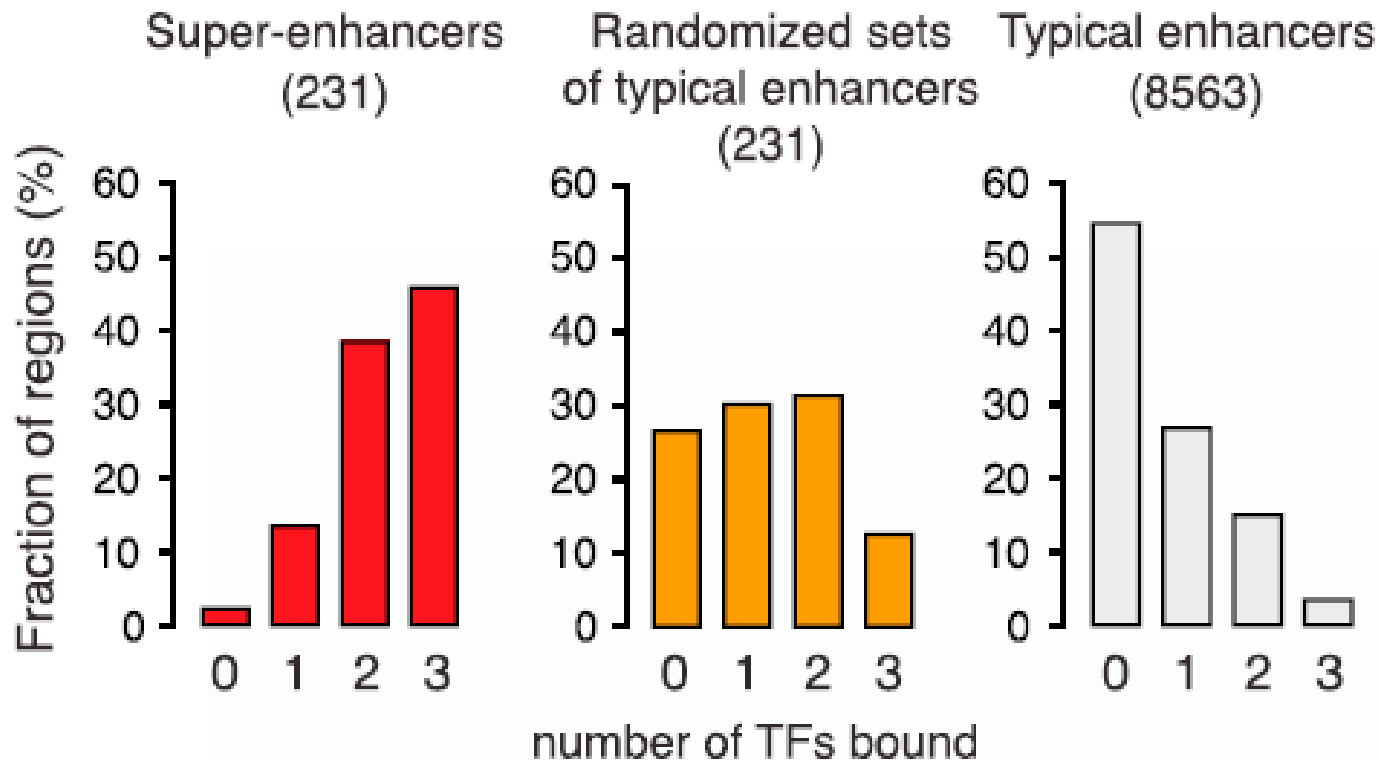 Super-enhancers
(231)
Randomized sets
of typical enhancers
(231)
Typical enhancers
(8563)
Fraction of regions (%)
60
50
40
30
20
10
0
0 1 2 3
60
50
40
30
20
10
0
0 1 2 3
60
50
40
30
20
10
0
0 1 2 3
number of TFs bound